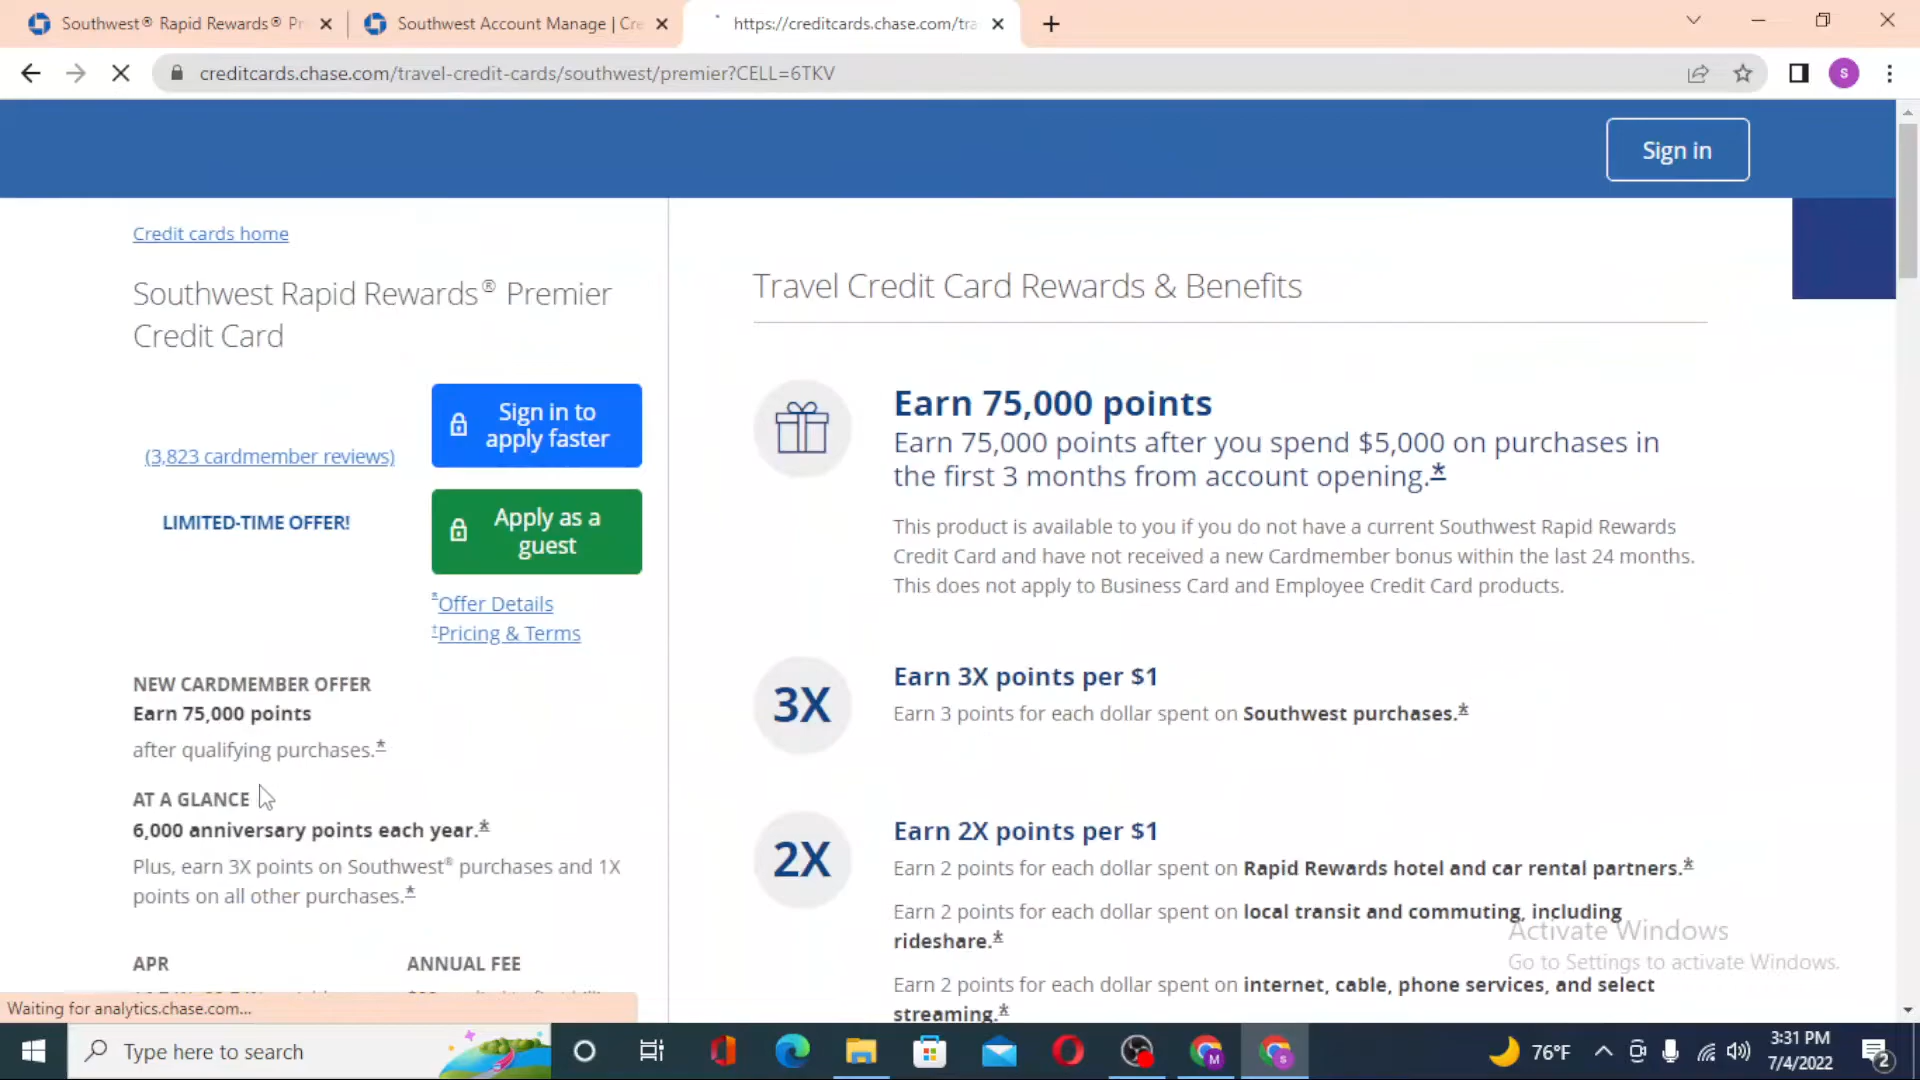 Southwest® Rapid Rewards® Pr
Southwest Account Manage | Cre
https://creditcards.chase.com/tra
creditcards.chase.com/travel-credit-cards/southwest/premier?CELL=6TKV
S
Sign in
Credit cards home
Southwest Rapid Rewards® Premier
Credit Card
Sign in to
apply faster
(3,823 cardmember reviews)
LIMITED-TIME OFFER!
Apply as a
guest
*Offer Details
†Pricing & Terms
NEW CARDMEMBER OFFER
Earn 75,000 points
after qualifying purchases.*
AT A GLANCE
6,000 anniversary points each year.*
Plus, earn 3X points on Southwest® purchases and 1X
points on all other purchases.*
APR
ANNUAL FEE
Travel Credit Card Rewards & Benefits
Earn 75,000 points
Earn 75,000 points after you spend $5,000 on purchases in
the first 3 months from account opening.*
This product is available to you if you do not have a current Southwest Rapid Rewards
Credit Card and have not received a new Cardmember bonus within the last 24 months.
This does not apply to Business Card and Employee Credit Card products.
3X
Earn 3X points per $1
Earn 3 points for each dollar spent on Southwest purchases.*
2X
Earn 2X points per $1
Earn 2 points for each dollar spent on Rapid Rewards hotel and car rental partners.*
Earn 2 points for each dollar spent on local transit and commuting, including
rideshare.*
Earn 2 points for each dollar spent on internet, cable, phone services, and select
streaming.*
Activate Windows
Go to Settings to activate Windows.
Waiting for analytics.chase.com...
Type here to search
M
S
76°F
3:31 PM
7/4/2022
2